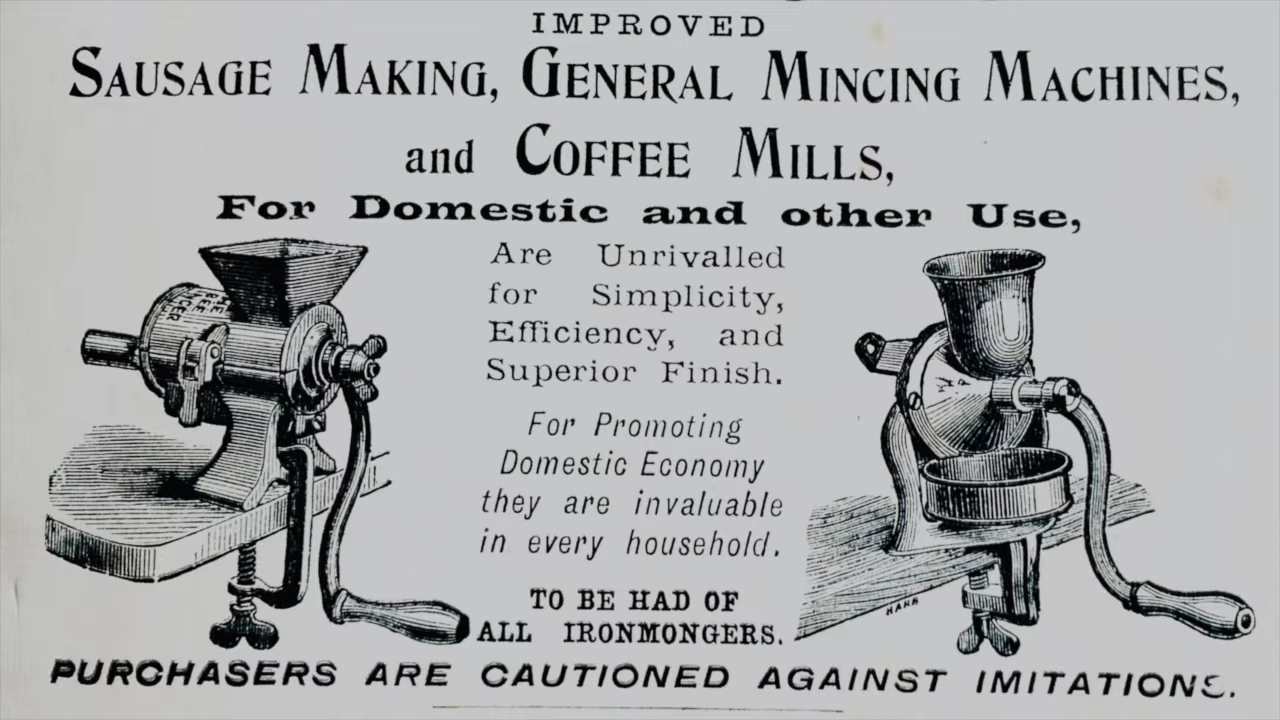 IMPROVED
SAUSAGE MAKING, GENERAL MINCING MACHINES,
and COFFEE MILLS,
For Domestic and other Use,
Are Unrivalled
for Simplicity,
Efficiency, and
Superior Finish.
For Promoting
Domestic Economy
they are invaluable
in every household.
TO BE HAD OF
ALL IRONMONGERS.
PURCHASERS ARE CAUTIONED AGAINST IMITATIONS.